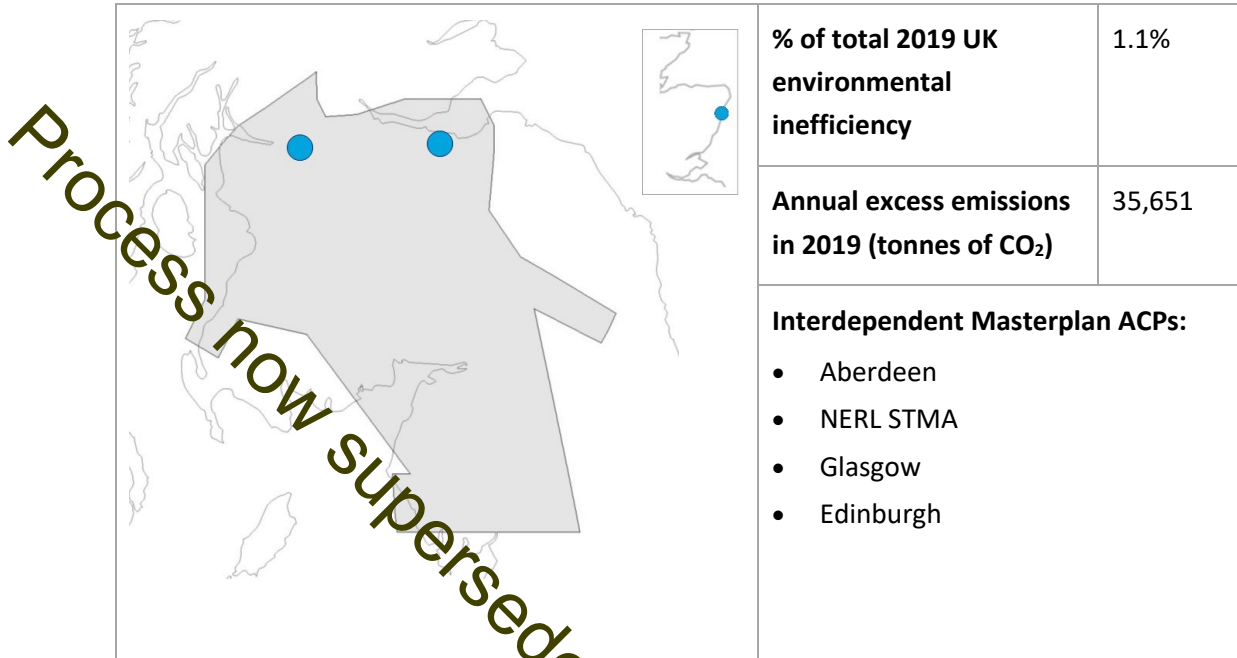 % of total 2019 UK
environmental
inefficiency
1.1%
Annual excess emissions
in 2019 (tonnes of CO₂)
35,651
Interdependent Masterplan ACPs:
• Aberdeen
• NERL STMA
• Glasgow
• Edinburgh
Process now